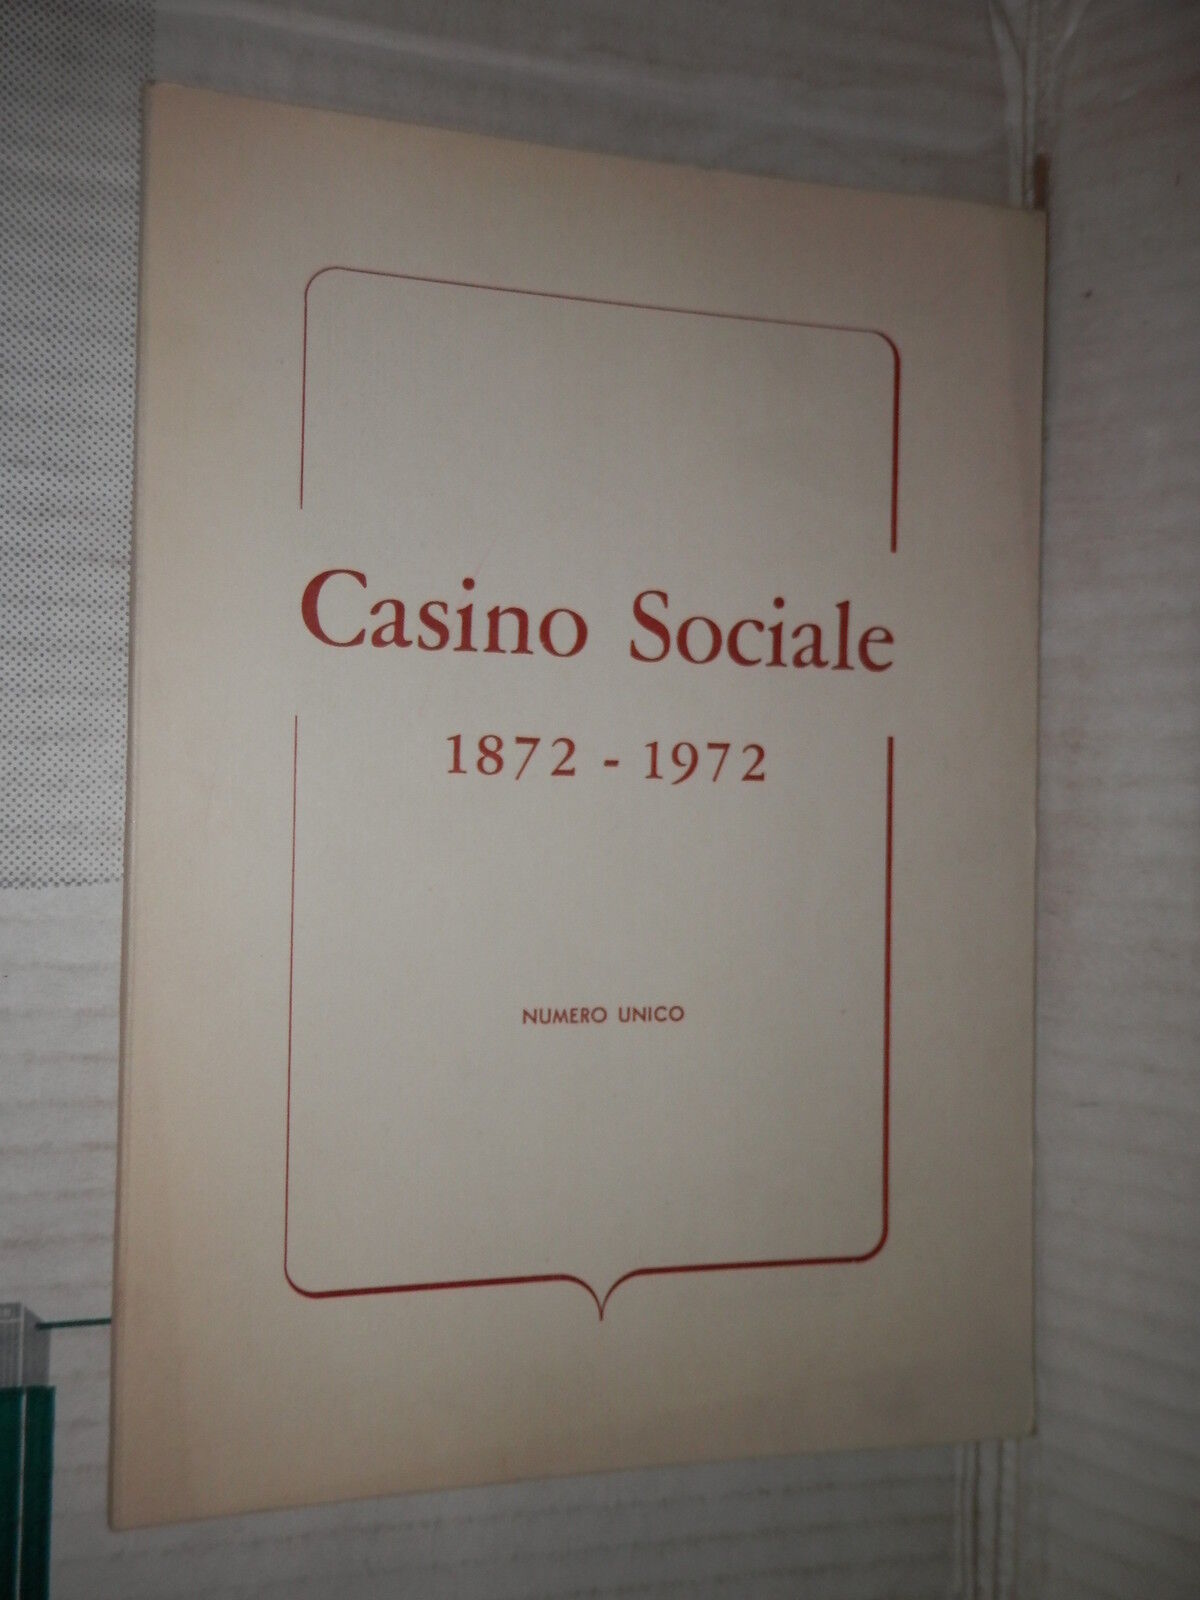 Casino Sociale
1872 - 1972
NUMERO UNICO